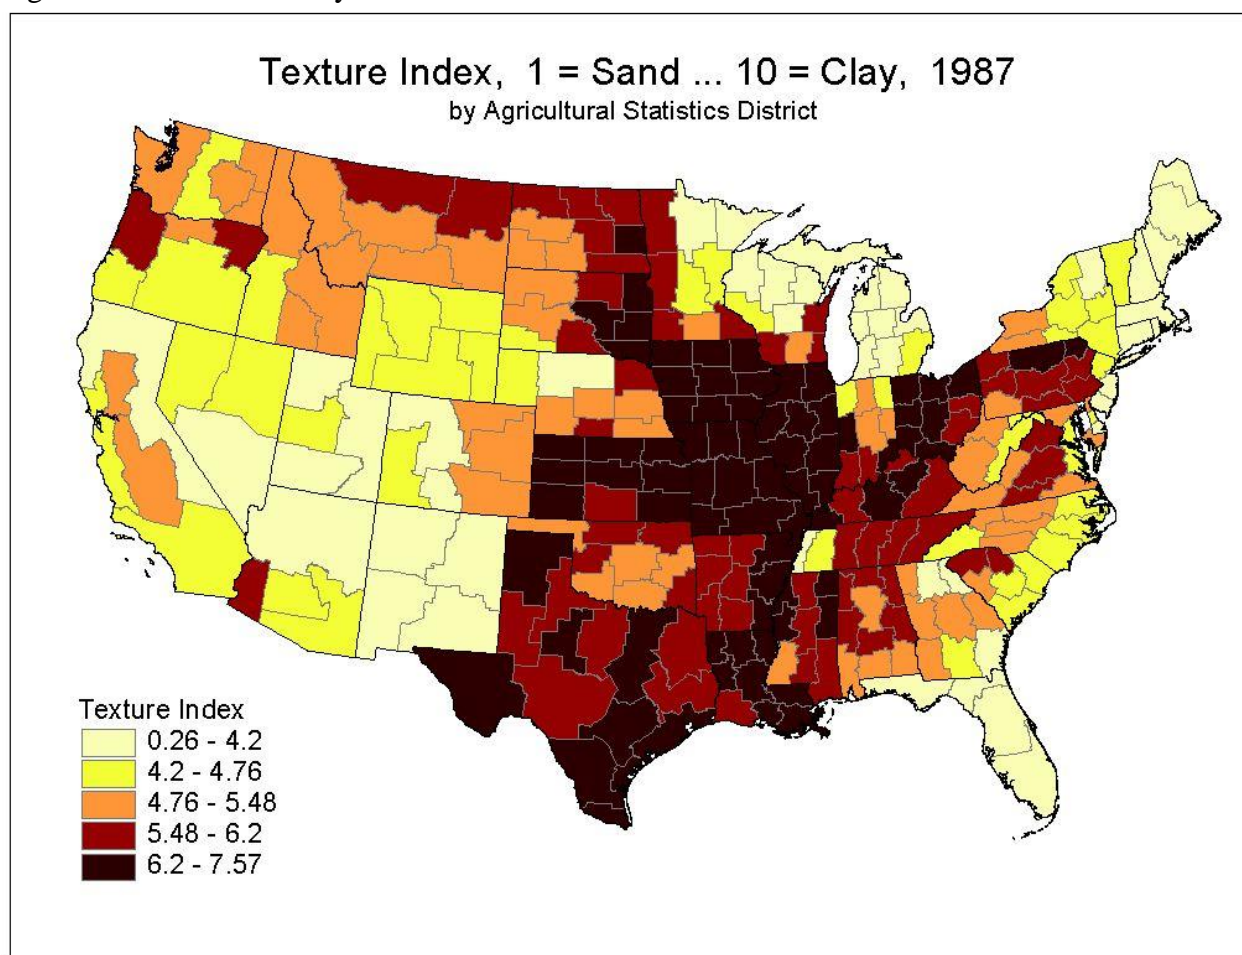 Texture Index, 1 = Sand ... 10 = Clay, 1987
by Agricultural Statistics District
Texture Index
0.26 - 4.2
4.2 - 4.76
4.76 - 5.48
5.48 - 6.2
6.2 - 7.57